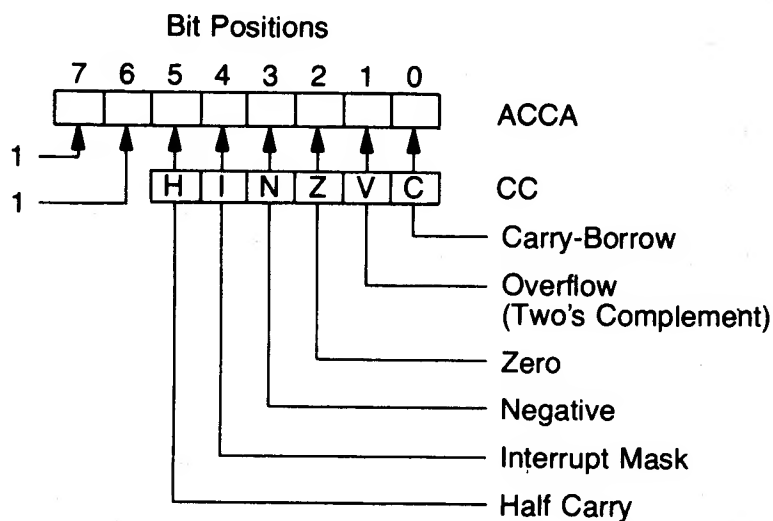 Bit Positions
7 6 5 4 3 2 1 0
ACCA
1
1
H I N Z V C
CC
Carry-Borrow
Overflow
(Two's Complement)
Zero
Negative
Interrupt Mask
Half Carry